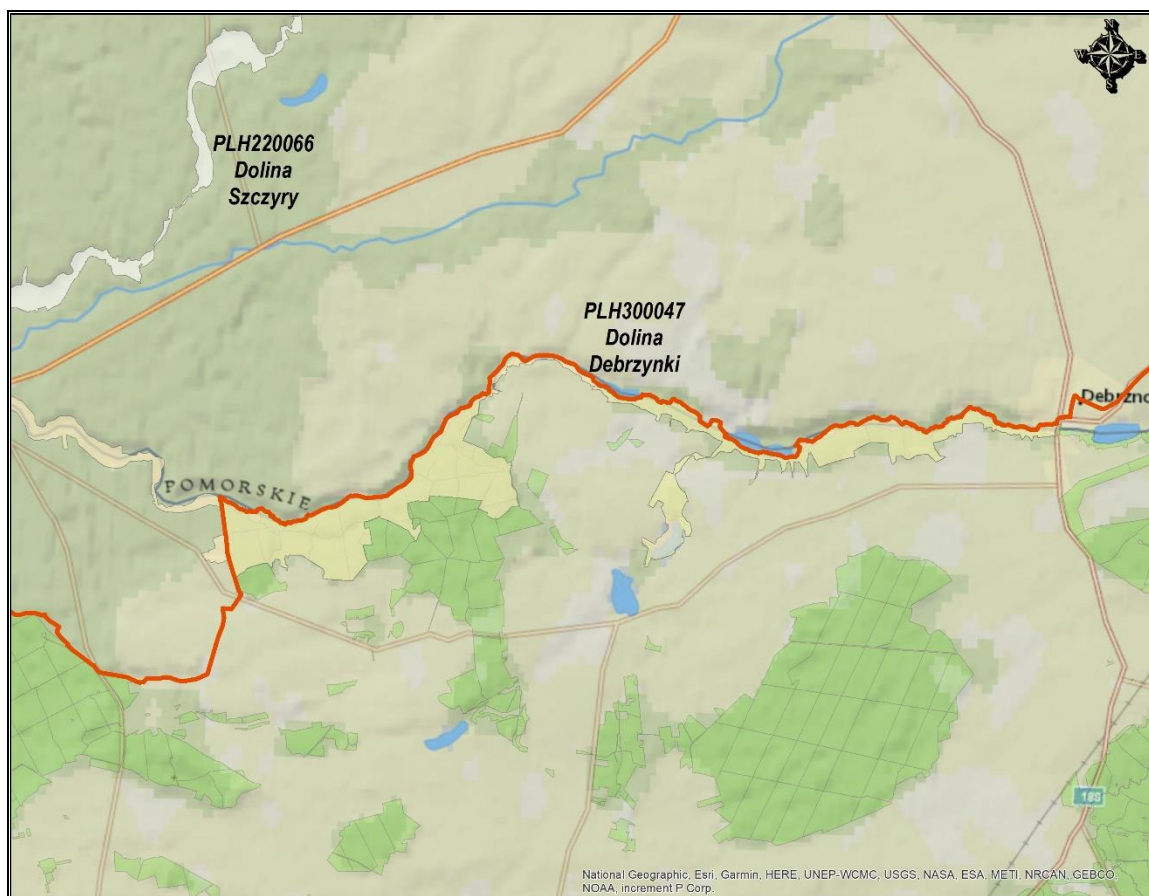 N
W
E
S
PLH220066
Dolina
Szczyry
PLH300047
Dolina
Debrzynki
Debrzno
POMORSKIE
188
National Geographic, Esri, Garmin, HERE, UNEP-WCMC, USGS, NASA, ESA, METI, NRCAN, GEBCO,
NOAA, increment P Corp.